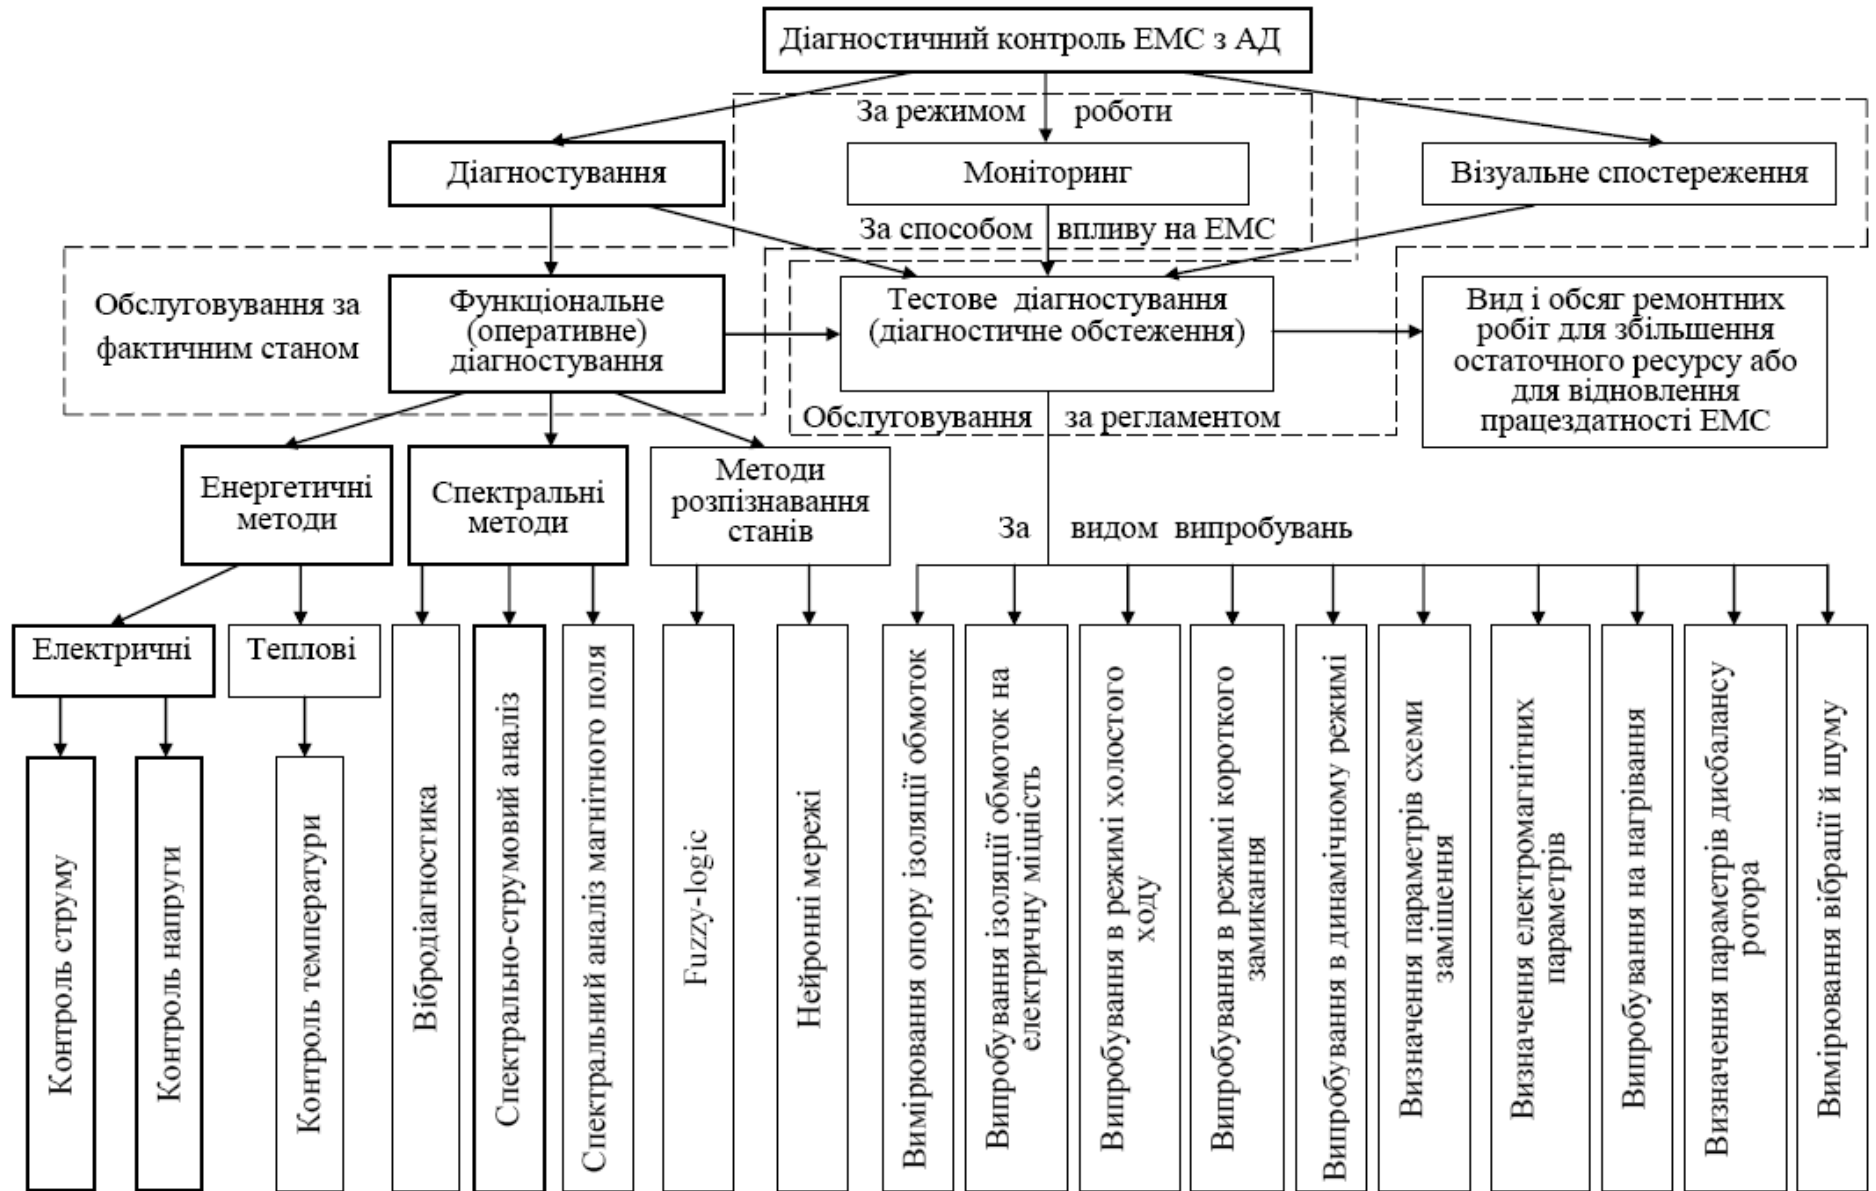 Діагностичний контроль ЕМС з АД
За режимом роботи
Діагностування
Моніторинг
Візуальне спостереження
За способом впливу на ЕМС
Обслуговування за
фактичним станом
Функціональне
(оперативне)
діагностування
Тестове діагностування
(діагностичне обстеження)
Вид і обсяг ремонтних
робіт для збільшення
остаточного ресурсу або
для відновлення
працездатності ЕМС
Обслуговування за регламентом
Енергетичні
методи
Спектральні
методи
Методи
розпізнавання
станів
За видом випробувань
Електричні
Теплові
Контроль струму
Контроль напруги
Контроль температури
Вібродіагностика
Спектрально-струмовий аналіз
Спектральний аналіз магнітного поля
Fuzzy-logic
Нейронні мережі
Вимірювання опору ізоляції обмоток
Випробування ізоляції обмоток на
електричну міцність
Випробування в режимі холостого
ходу
Випробування в режимі короткого
замикання
Випробування в динамічному режимі
Визначення параметрів схеми
заміщення
Визначення електромагнітних
параметрів
Випробування на нагрівання
Визначення параметрів дисбалансу
ротора
Вимірювання вібрації й шуму